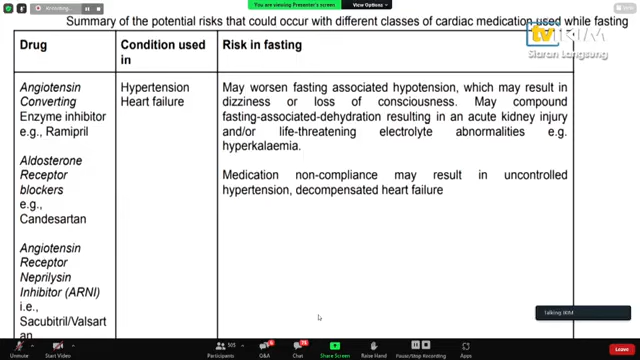 You are viewing Presenter's screen
View Options
Recording...
View
Summary of the potential risks that could occur with different classes of cardiac medication used while fasting
tv IKIM
Siaran Langsung
Drug
Condition used in
Risk in fasting
Angiotensin
Converting
Enzyme inhibitor
e.g., Ramipril
Hypertension
Heart failure
May worsen fasting associated hypotension, which may result in
dizziness or loss of consciousness. May compound
fasting-associated-dehydration resulting in an acute kidney injury
and/or life-threatening electrolyte abnormalities e.g.
hyperkalaemia.
Aldosterone
Receptor
blockers
e.g.,
Candesartan
Medication non-compliance may result in uncontrolled
hypertension, decompensated heart failure
Angiotensin
Receptor
Neprilysin
Inhibitor (ARNI)
i.e.,
Sacubitril/Valsart
an
Talking: IKIM
Unmute
Start Video
Participants
Q&A
Chat
Share Screen
Raise Hand
Pause/Stop Recording
Apps
Leave